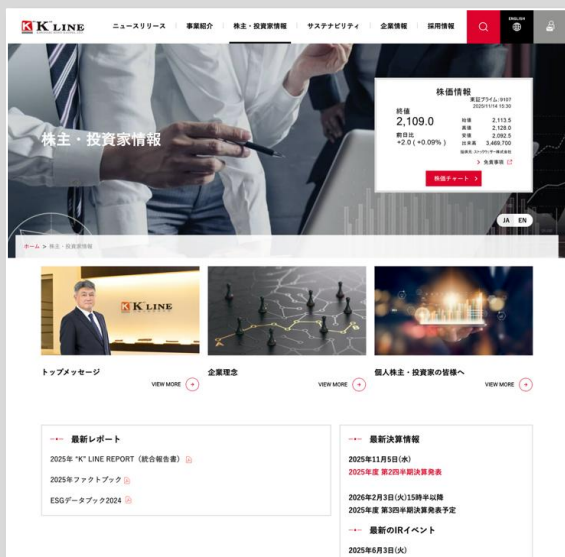 K "K" LINE
ニュースリリース
事業紹介
株主・投資家情報
サステナビリティ
企業情報
採用情報
ENGLISH
株主・投資家情報
株価情報
東証プライム:9107
2025/11/14 15:30
終値
2,109.0
前日比
+2.0 ( +0.09% )
始値 2,113.5
高値 2,128.0
安値 2,092.5
出来高 3,469,700
免責事項
株価チャート
JA EN
ホーム > 株主・投資家情報
K "K" LINE
トップメッセージ
VIEW MORE
企業理念
VIEW MORE
個人株主・投資家の皆様へ
VIEW MORE
最新レポート
2025年 "K" LINE REPORT（統合報告書）
2025年ファクトブック
ESGデータブック2024
最新決算情報
2025年11月5日(水)
2025年度 第2四半期決算発表
2026年2月3日(火)15時半以降
2025年度 第3四半期決算発表予定
最新のIRイベント
2025年6月3日(火)